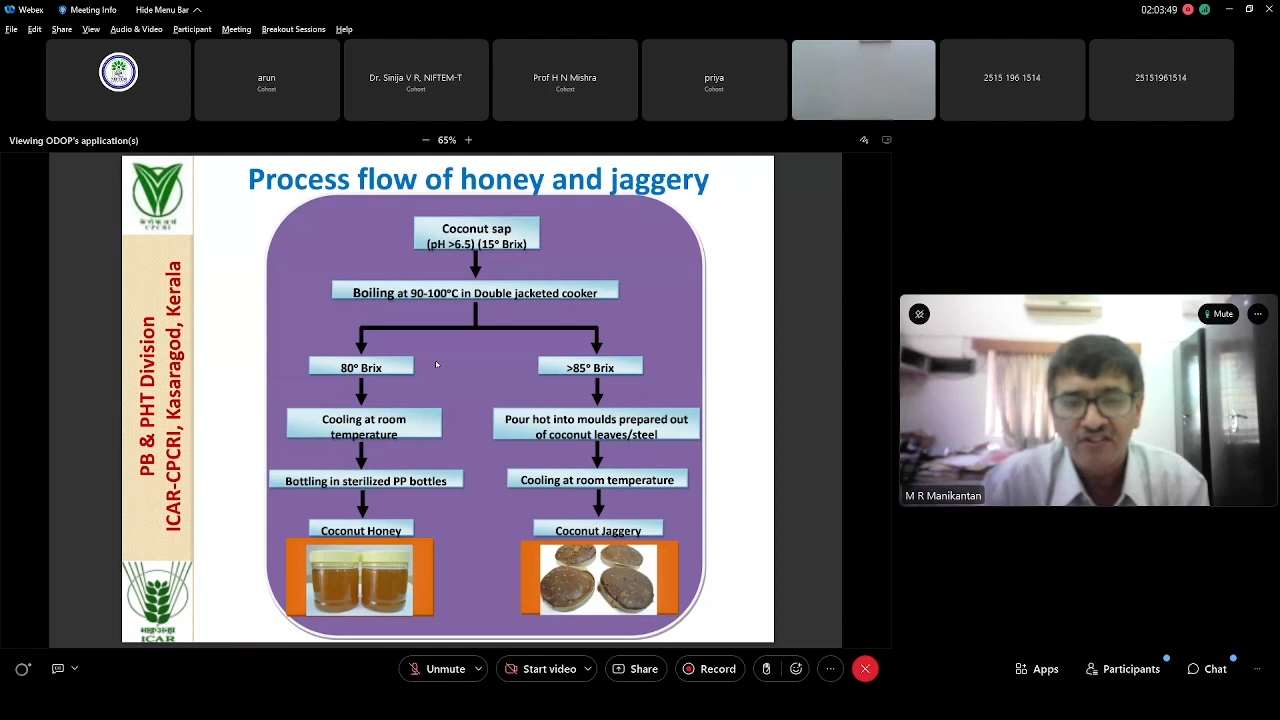 Webex
Meeting Info
Hide Menu Bar
02:03:49
File Edit Share View Audio & Video Participant Meeting Breakout Sessions Help
arun
Cohost
Dr. Sinija V R, NIFTEM-T
Cohost
Prof H N Mishra
Cohost
priya
Cohost
2515 196 1514
25151961514
Viewing ODOP's application(s)
65%
CPCRI
PB & PHT Division
ICAR-CPCRI, Kasaragod, Kerala
ICAR
Process flow of honey and jaggery
Coconut sap
(pH >6.5) (15° Brix)
Boiling at 90-100°C in Double jacketed cooker
80° Brix
>85° Brix
Cooling at room
temperature
Pour hot into moulds prepared out
of coconut leaves/steel
Bottling in sterilized PP bottles
Cooling at room temperature
Coconut Honey
Coconut Jaggery
Mute
M R Manikantan
Unmute
Start video
Share
Record
Apps
Participants
Chat